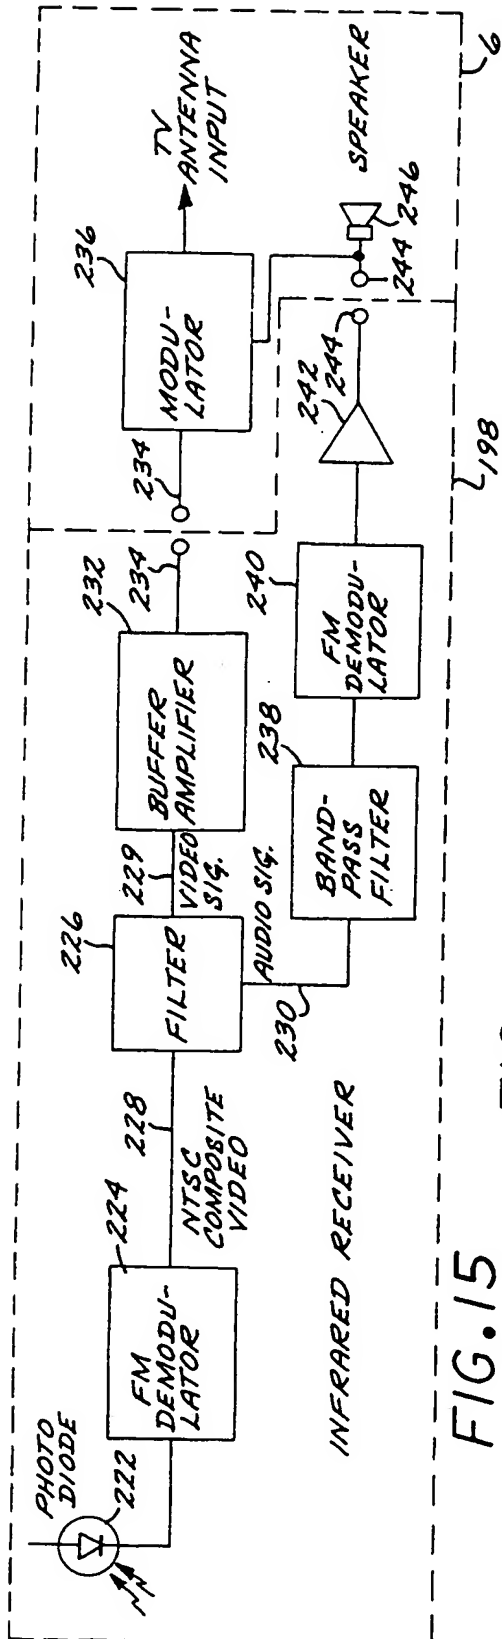 PHOTO
DIODE
222
FM
DEMODU-
LATOR
224
228
NTSC
COMPOSITE
VIDEO
FILTER
226
229
VIDEO
SIG.
AUDIO SIG.
230
BUFFER
AMPLIFIER
232
234
234
MODU-
LATOR
236
TV
ANTENNA
INPUT
BAND-
PASS
FILTER
238
FM
DEMODU-
LATOR
240
242
244
244
246
SPEAKER
6
198
INFRARED RECEIVER
FIG.15